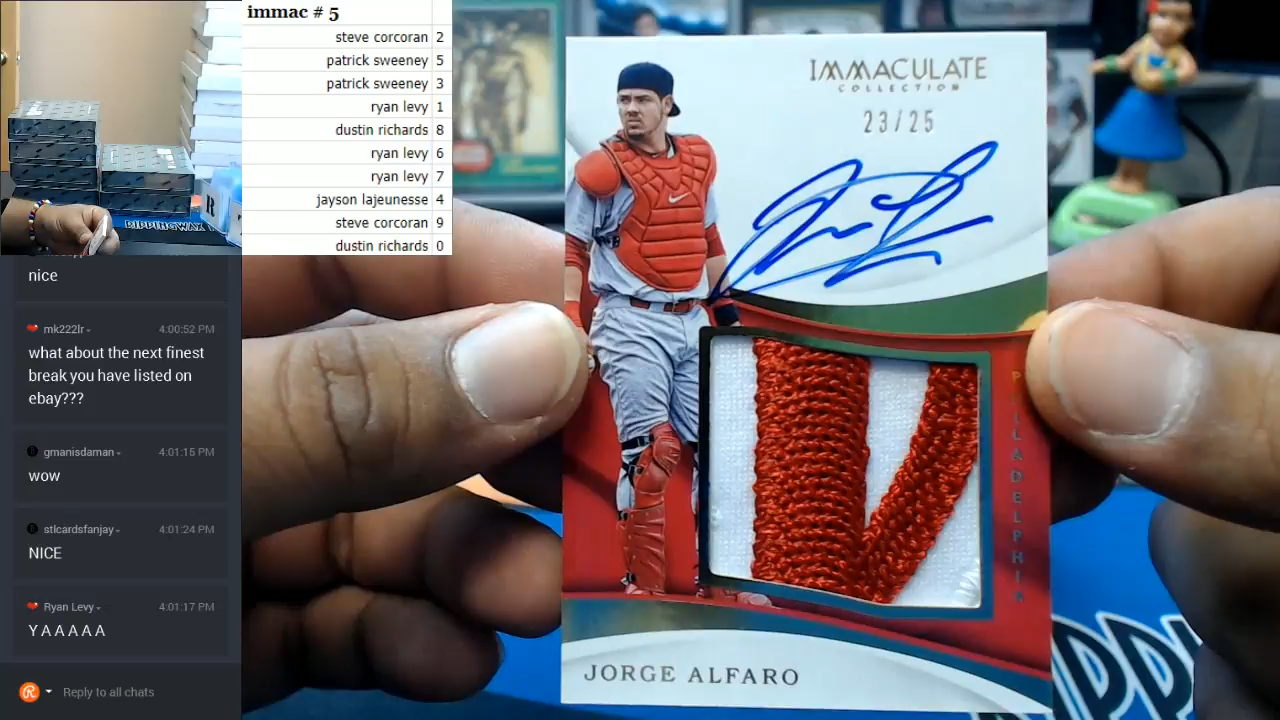 immac # 5
steve corcoran 2
patrick sweeney 5
patrick sweeney 3
ryan levy 1
dustin richards 8
ryan levy 6
ryan levy 7
jayson lajeunesse 4
steve corcoran 9
dustin richards 0
RIPPINGWAX
nice
mk222lr 4:00:52 PM
what about the next finest
break you have listed on
ebay???
gmanisdaman 4:01:15 PM
wow
stlcardsfanjay 4:01:24 PM
NICE
Ryan Levy 4:01:17 PM
Y A A A A A
Reply to all chats
IMMACULATE
COLLECTION
23/25
PHILADELPHIA
JORGE ALFARO